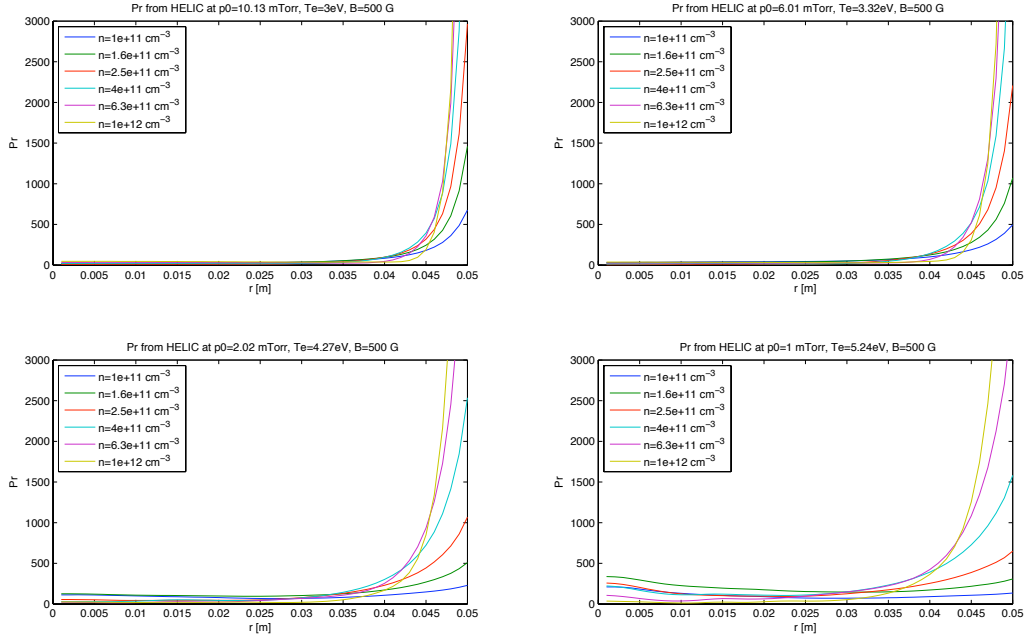 Pr from HELIC at p0=10.13 mTorr, Te=3eV, B=500 G
3000
2500
2000
1500
1000
500
0
Pr
n=1e+11 cm⁻³
n=1.6e+11 cm⁻³
n=2.5e+11 cm⁻³
n=4e+11 cm⁻³
n=6.3e+11 cm⁻³
n=1e+12 cm⁻³
0 0.005 0.01 0.015 0.02 0.025 0.03 0.035 0.04 0.045 0.05
r [m]
Pr from HELIC at p0=6.01 mTorr, Te=3.32eV, B=500 G
3000
2500
2000
1500
1000
500
0
Pr
n=1e+11 cm⁻³
n=1.6e+11 cm⁻³
n=2.5e+11 cm⁻³
n=4e+11 cm⁻³
n=6.3e+11 cm⁻³
n=1e+12 cm⁻³
0 0.005 0.01 0.015 0.02 0.025 0.03 0.035 0.04 0.045 0.05
r [m]
Pr from HELIC at p0=2.02 mTorr, Te=4.27eV, B=500 G
3000
2500
2000
1500
1000
500
0
Pr
n=1e+11 cm⁻³
n=1.6e+11 cm⁻³
n=2.5e+11 cm⁻³
n=4e+11 cm⁻³
n=6.3e+11 cm⁻³
n=1e+12 cm⁻³
0 0.005 0.01 0.015 0.02 0.025 0.03 0.035 0.04 0.045 0.05
r [m]
Pr from HELIC at p0=1 mTorr, Te=5.24eV, B=500 G
3000
2500
2000
1500
1000
500
0
Pr
n=1e+11 cm⁻³
n=1.6e+11 cm⁻³
n=2.5e+11 cm⁻³
n=4e+11 cm⁻³
n=6.3e+11 cm⁻³
n=1e+12 cm⁻³
0 0.005 0.01 0.015 0.02 0.025 0.03 0.035 0.04 0.045 0.05
r [m]